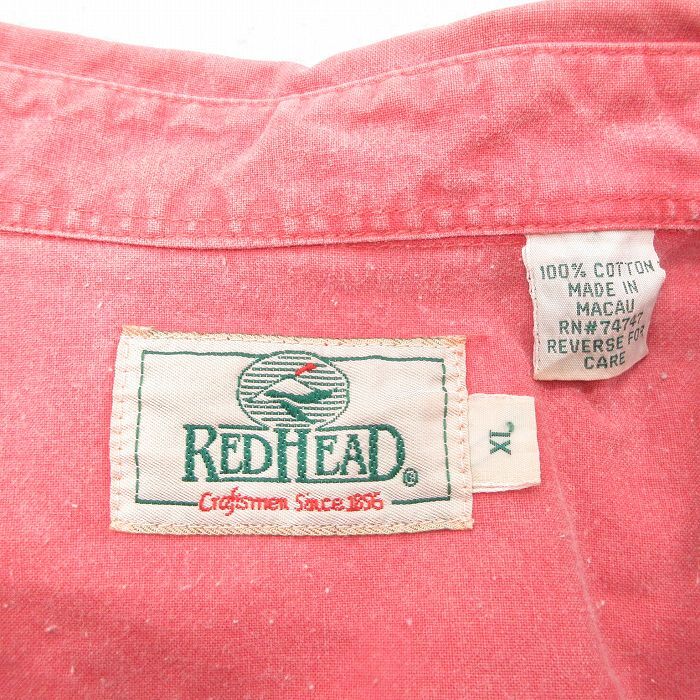 REDHEAD®
Craftsmen Since 1856
XL
100% COTTON
MADE IN
MACAU
RN#74747
REVERSE FOR
CARE